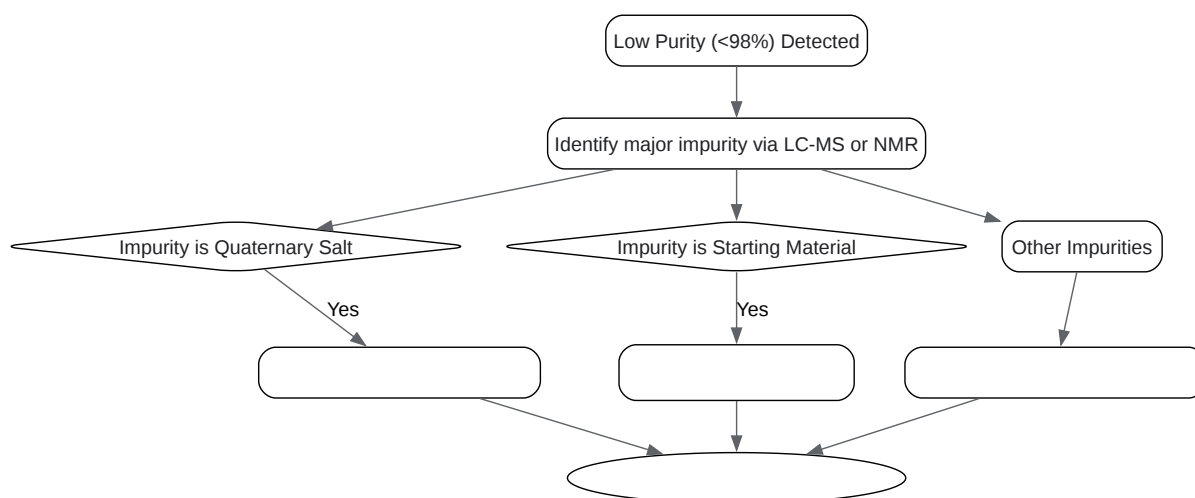 Low Purity (<98%) Detected
Identify major impurity via LC-MS or NMR
Impurity is Quaternary Salt
Impurity is Starting Material
Other Impurities
Yes
Yes